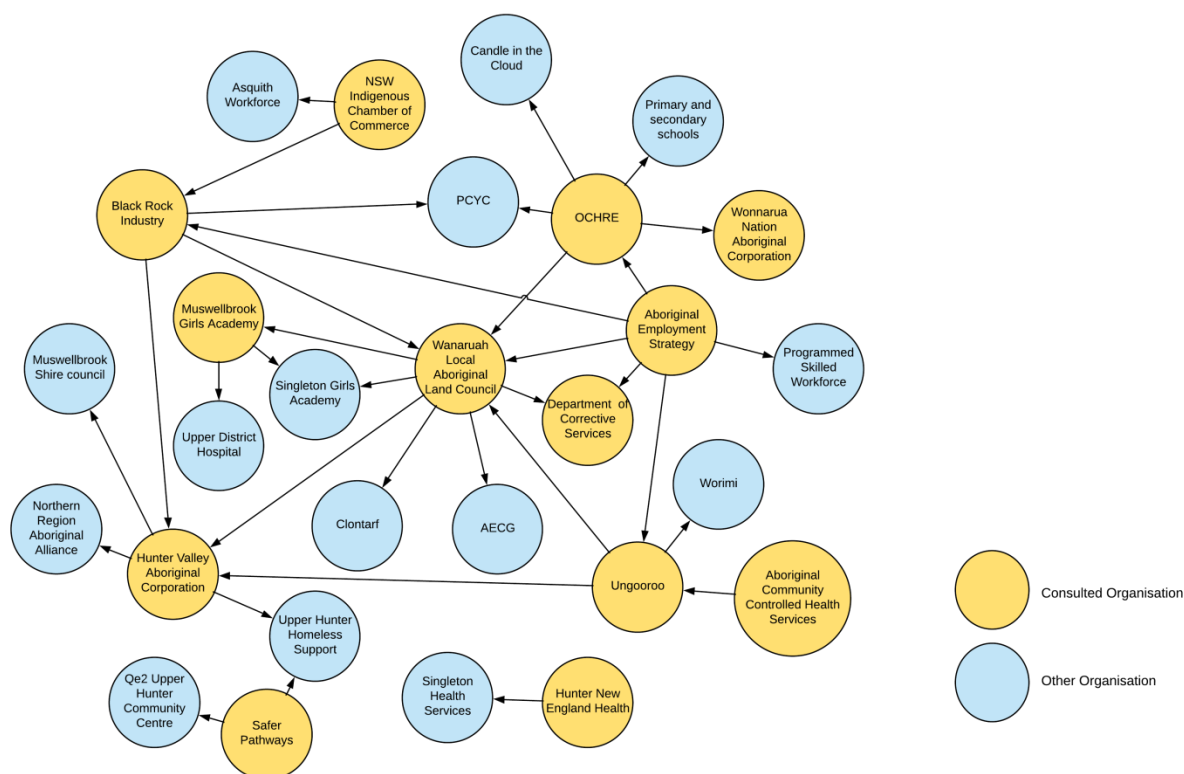 Candle in the
Cloud
Asquith
Workforce
NSW
Indigenous
Chamber of
Commerce
Primary and
secondary
schools
Black Rock
Industry
PCYC
OCHRE
Wonnarua
Nation
Aboriginal
Corporation
Muswellbrook
Girls Academy
Aboriginal
Employment
Strategy
Muswellbrook
Shire council
Wanaruah
Local
Aboriginal
Land Council
Programmed
Skilled
Workforce
Singleton Girls
Academy
Department of
Corrective
Services
Upper District
Hospital
Worimi
Northern
Region
Aboriginal
Alliance
Clontarf
AECG
Hunter Valley
Aboriginal
Corporation
Ungooroo
Aboriginal
Community
Controlled Health
Services
Consulted Organisation
Upper Hunter
Homeless
Support
Qe2 Upper
Hunter
Community
Centre
Safer
Pathways
Singleton
Health
Services
Hunter New
England Health
Other Organisation